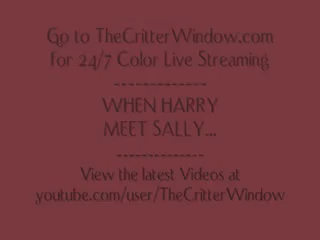 Go to TheCritterWindow.com
for 24/7 Color Live Streaming
--------------
WHEN HARRY
MEET SALLY...
--------------
View the latest Videos at
youtube.com/user/TheCritterWindow